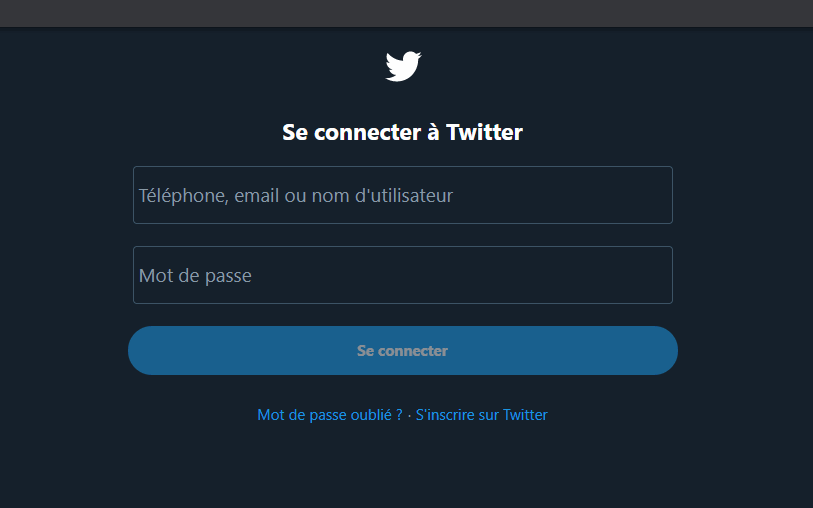 Se connecter à Twitter
Téléphone, email ou nom d'utilisateur
Mot de passe
Se connecter
Mot de passe oublié ? · S'inscrire sur Twitter